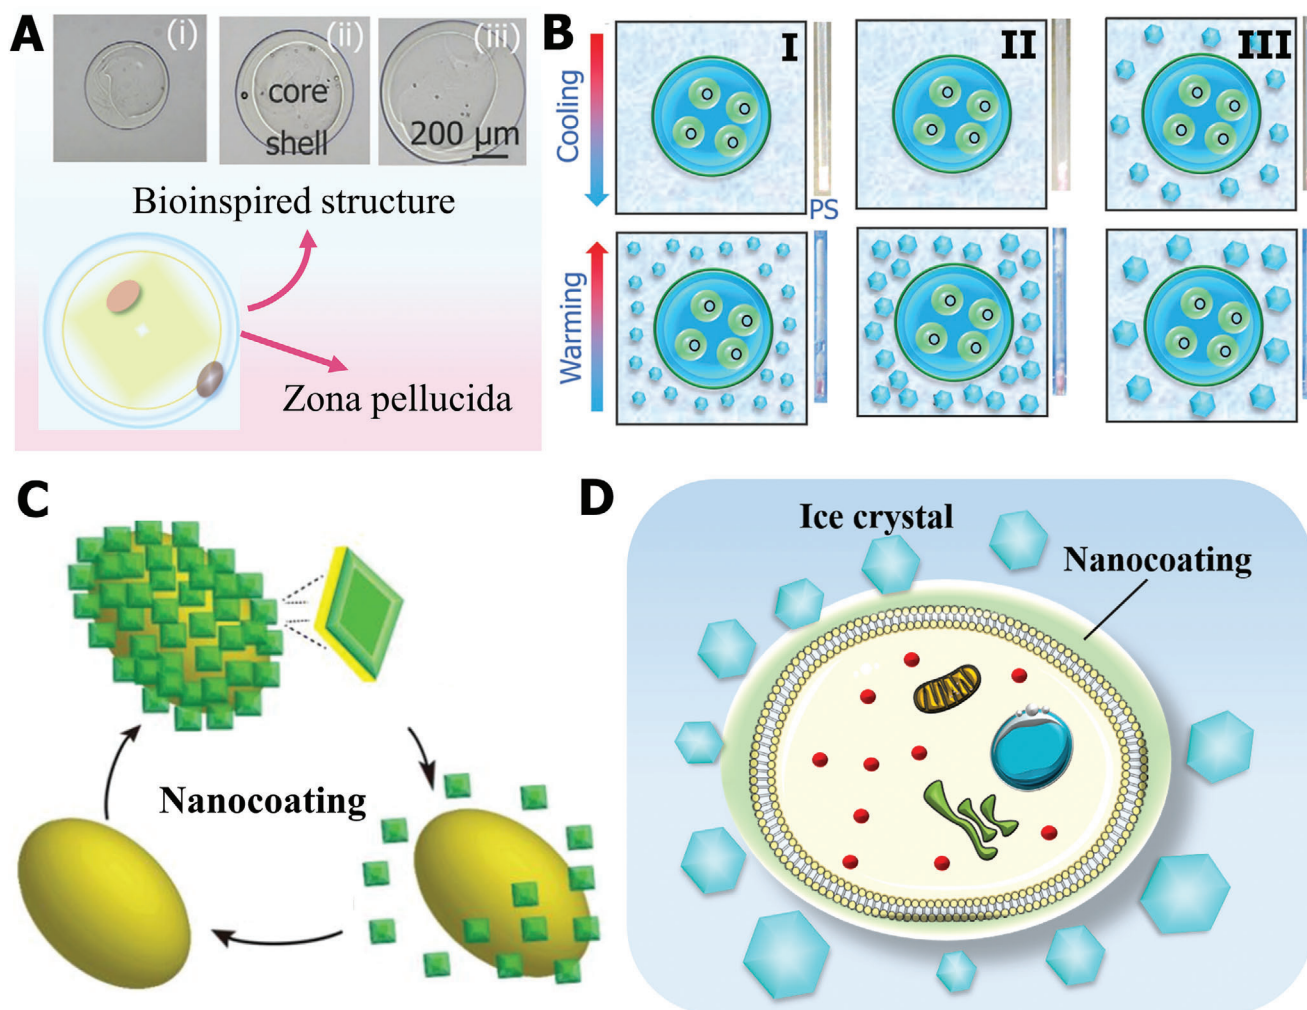 A
(i)
(ii)
(iii)
core
shell
200 μm
Bioinspired structure
Zona pellucida
B
I
II
III
Cooling
PS
Warming
C
Nanocoating
D
Ice crystal
Nanocoating